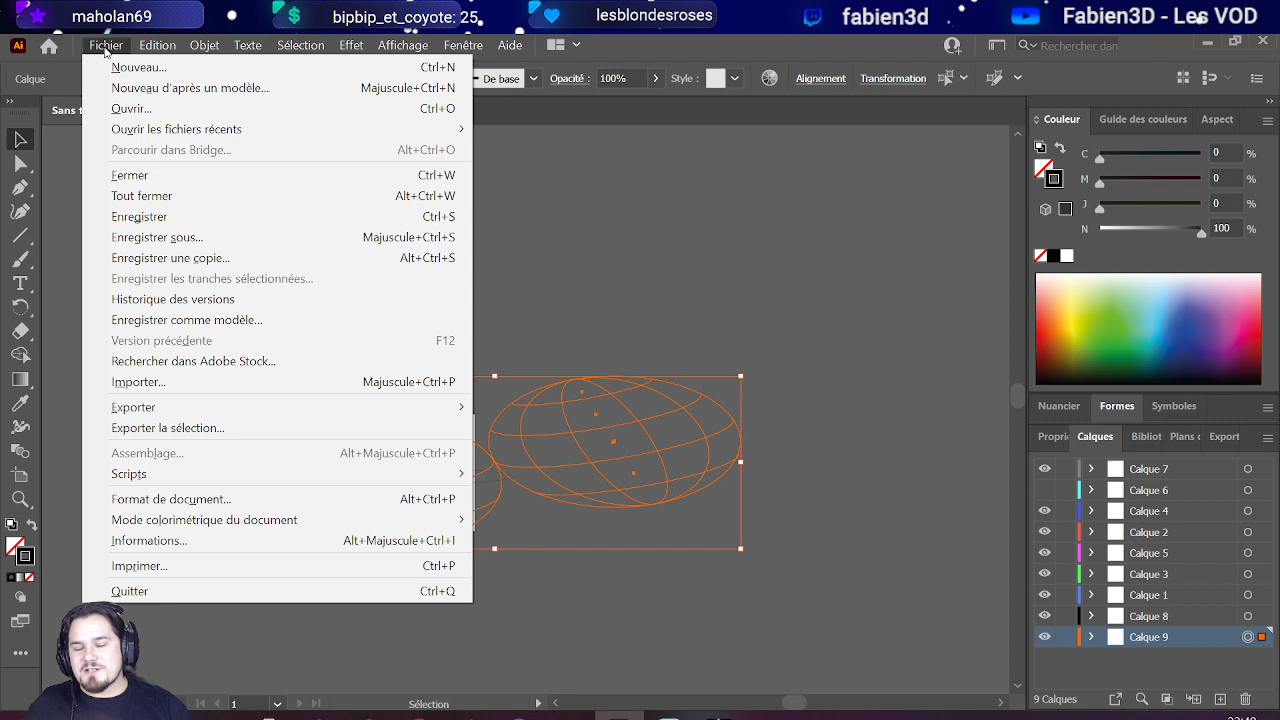 maholan69
bipbip_et_coyote: 25
lesblondesroses
fabien3d
Fabien3D - Les VOD
Ai
Fichier Edition Objet Texte Sélection Effet Affichage Fenêtre Aide
Rechercher dan
Calque
De base
Opacité : 100%
Style :
Alignement
Transformation
Sans t
Nouveau... Ctrl+N
Nouveau d'après un modèle... Majuscule+Ctrl+N
Ouvrir... Ctrl+O
Ouvrir les fichiers récents
Parcourir dans Bridge... Alt+Ctrl+O
Fermer Ctrl+W
Tout fermer Alt+Ctrl+W
Enregistrer Ctrl+S
Enregistrer sous... Majuscule+Ctrl+S
Enregistrer une copie... Alt+Ctrl+S
Enregistrer les tranches sélectionnées...
Historique des versions
Enregistrer comme modèle...
Version précédente F12
Rechercher dans Adobe Stock...
Importer... Majuscule+Ctrl+P
Exporter
Exporter la sélection...
Assemblage... Alt+Majuscule+Ctrl+P
Scripts
Format de document... Alt+Ctrl+P
Mode colorimétrique du document
Informations... Alt+Majuscule+Ctrl+I
Imprimer... Ctrl+P
Quitter Ctrl+Q
Couleur Guide des couleurs Aspect
C 0 %
M 0 %
J 0 %
N 100 %
Nuancier Formes Symboles
Proprié Calques Bibliot Plans d Export
Calque 7
Calque 6
Calque 4
Calque 2
Calque 5
Calque 3
Calque 1
Calque 8
Calque 9
9 Calques
1
Sélection